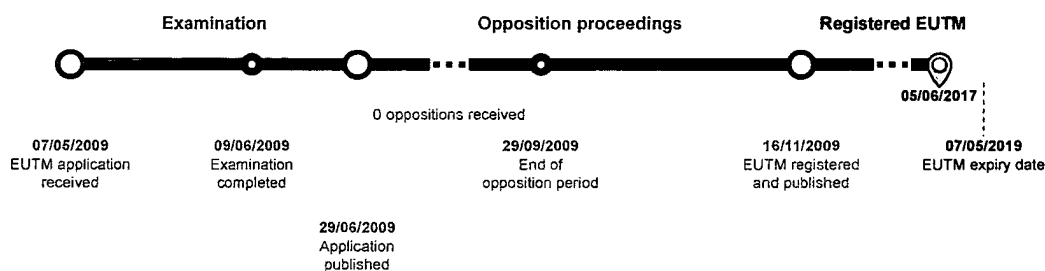 Examination
Opposition proceedings
Registered EUTM
05/06/2017
0 oppositions received
07/05/2009
EUTM application
received
09/06/2009
Examination
completed
29/09/2009
End of
opposition period
16/11/2009
EUTM registered
and published
07/05/2019
EUTM expiry date
29/06/2009
Application
published